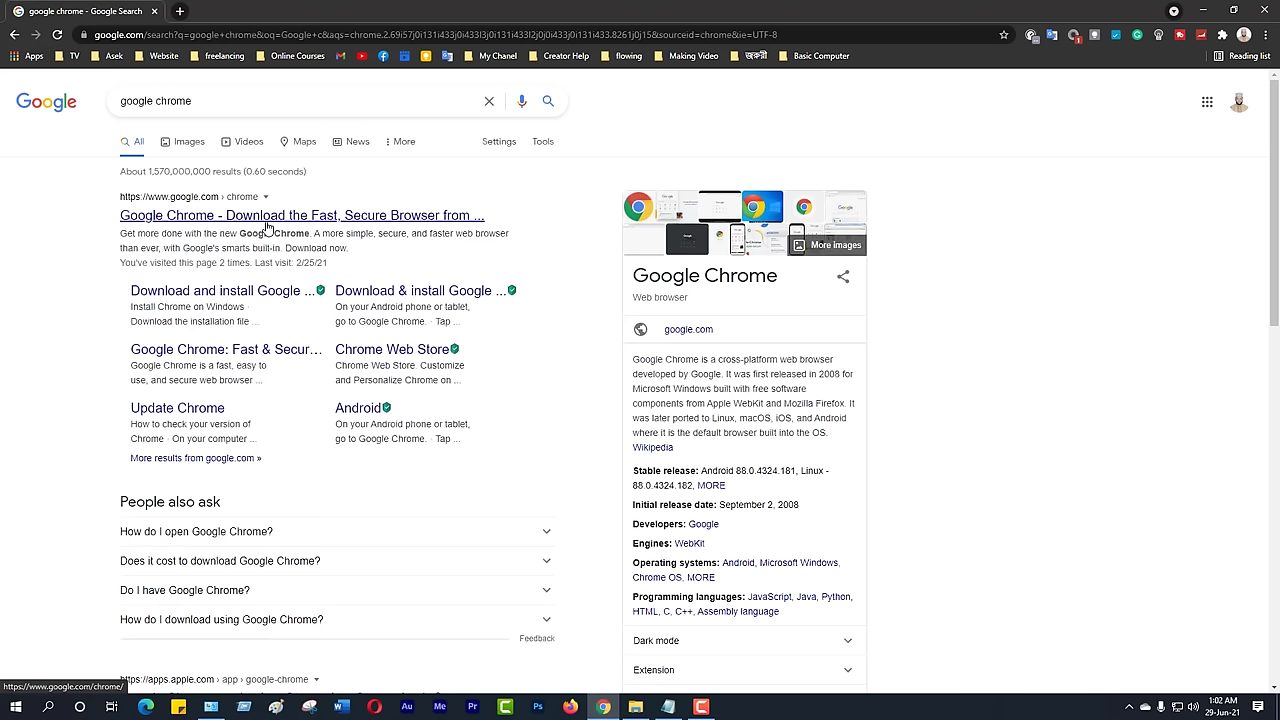 google chrome - Google Search
google.com/search?q=google+chrome&oq=Google+c&aqs=chrome.2.69i57j0i131i433j0i433l3j0i131i433l2j0j0i433j0i131i433.8261j0j15&sourceid=chrome&ie=UTF-8
Apps TV Asek Website freelancing Online Courses My Chanel Creator Help flowing Making Video Basic Computer Reading list
Google
google chrome
All Images Videos Maps News More Settings Tools
About 1,570,000,000 results (0.60 seconds)
https://www.google.com › chrome
Google Chrome - Download the Fast, Secure Browser from ...
Get more done with the new Google Chrome. A more simple, secure, and faster web browser
than ever, with Google's smarts built-in. Download now.
You've visited this page 2 times. Last visit: 2/25/21
Download and install Google ...
Install Chrome on Windows ·
Download the installation file ...
Download & install Google ...
On your Android phone or tablet,
go to Google Chrome. · Tap ...
Google Chrome: Fast & Secur...
Google Chrome is a fast, easy to
use, and secure web browser ...
Chrome Web Store
Chrome Web Store. Customize
and Personalize Chrome on ...
Update Chrome
How to check your version of
Chrome · On your computer ...
Android
On your Android phone or tablet,
go to Google Chrome. · Tap ...
More results from google.com »
People also ask
How do I open Google Chrome?
Does it cost to download Google Chrome?
Do I have Google Chrome?
How do I download using Google Chrome?
Feedback
https://apps.apple.com › app › google-chrome
More images
Google Chrome
Web browser
google.com
Google Chrome is a cross-platform web browser
developed by Google. It was first released in 2008 for
Microsoft Windows built with free software
components from Apple WebKit and Mozilla Firefox. It
was later ported to Linux, macOS, iOS, and Android
where it is the default browser built into the OS.
Wikipedia
Stable release: Android 88.0.4324.181, Linux -
88.0.4324.182, MORE
Initial release date: September 2, 2008
Developers: Google
Engines: WebKit
Operating systems: Android, Microsoft Windows,
Chrome OS, MORE
Programming languages: JavaScript, Java, Python,
HTML, C, C++, Assembly language
Dark mode
Extension
https://www.google.com/chrome/
Au Me Pr Ps
1:02 AM
29-Jun-21